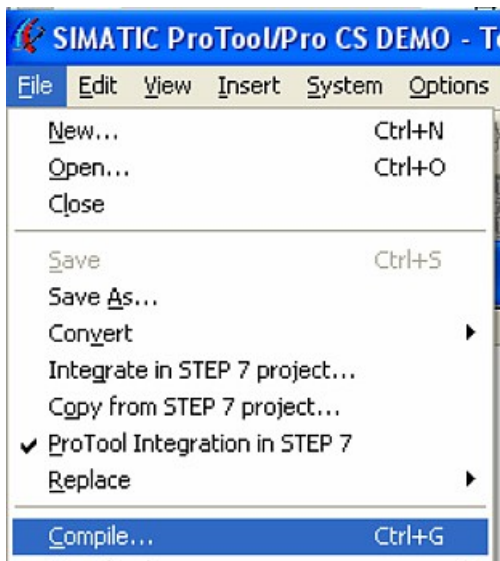 SIMATIC ProTool/Pro CS DEMO - T
File Edit View Insert System Options
New... Ctrl+N
Open... Ctrl+O
Close
Save Ctrl+S
Save As...
Convert
Integrate in STEP 7 project...
Copy from STEP 7 project...
ProTool Integration in STEP 7
Replace
Compile... Ctrl+G